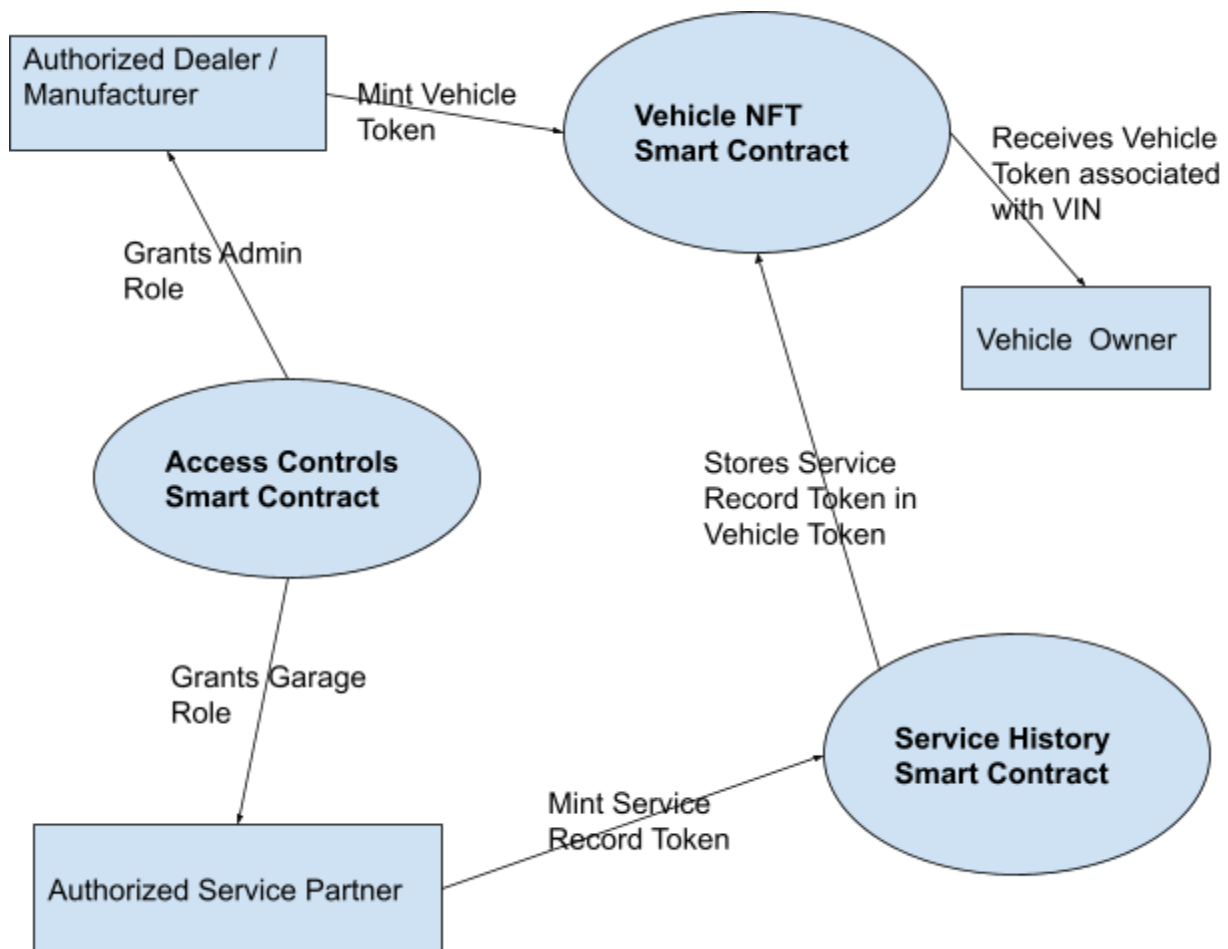 Authorized Dealer /
Manufacturer
Mint Vehicle
Token
Vehicle NFT
Smart Contract
Receives Vehicle
Token associated
with VIN
Grants Admin
Role
Vehicle Owner
Access Controls
Smart Contract
Stores Service
Record Token in
Vehicle Token
Grants Garage
Role
Service History
Smart Contract
Mint Service
Record Token
Authorized Service Partner